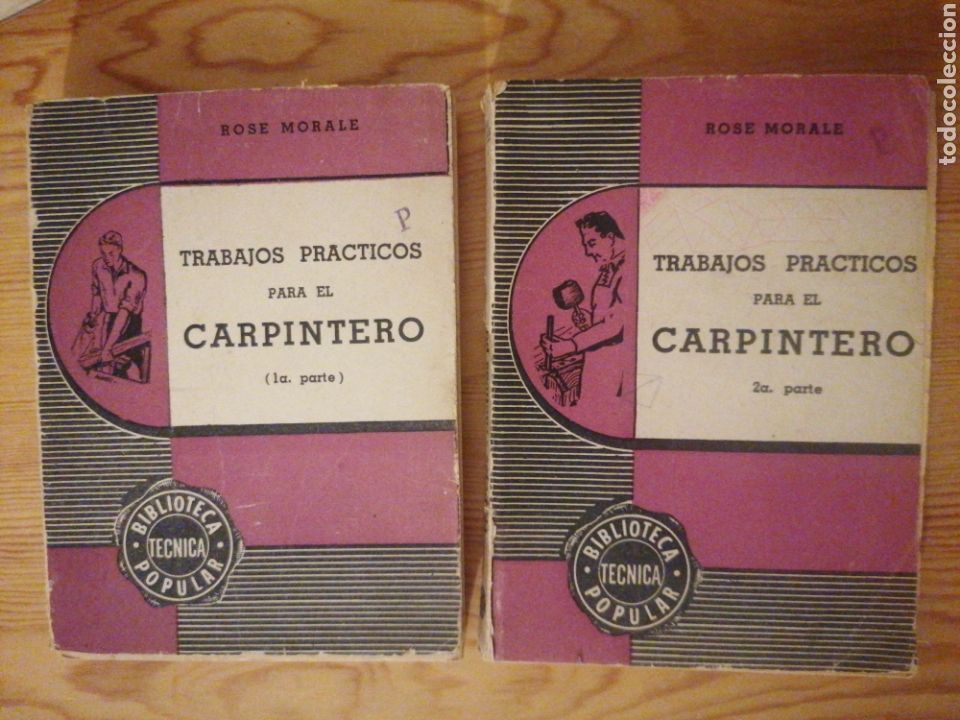 ROSE MORALE
P
TRABAJOS PRACTICOS
PARA EL
CARPINTERO
(1a. parte)
BIBLIOTECA
TECNICA
POPULAR
ROSE MORALE
TRABAJOS PRACTICOS
PARA EL
CARPINTERO
2a. parte
BIBLIOTECA
TECNICA
POPULAR
todocoleccion